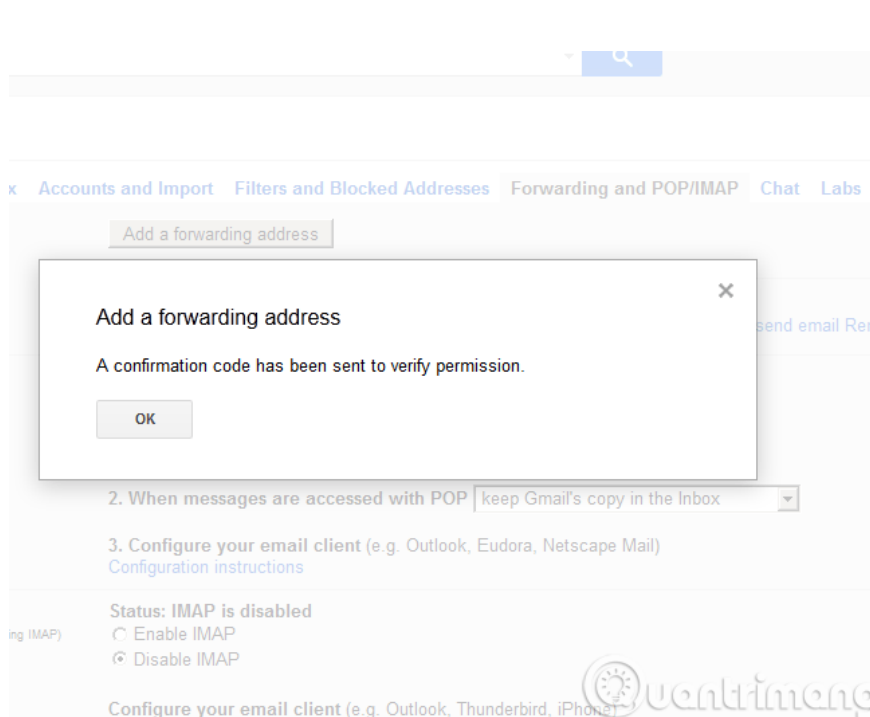 x Accounts and Import Filters and Blocked Addresses Forwarding and POP/IMAP Chat Labs
Add a forwarding address
Add a forwarding address
send email Rer
A confirmation code has been sent to verify permission.
OK
2. When messages are accessed with POP keep Gmail's copy in the Inbox
3. Configure your email client (e.g. Outlook, Eudora, Netscape Mail)
Configuration instructions
Status: IMAP is disabled
ing IMAP) Enable IMAP
Disable IMAP
Configure your email client (e.g. Outlook, Thunderbird, iPhone)
Quantrimang